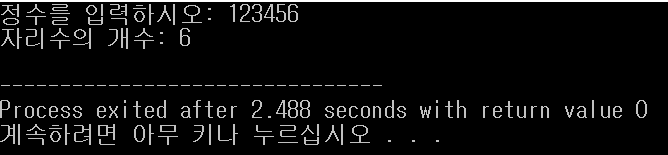 정수를 입력하시오: 123456
자리수의 개수: 6
--------------------------------
Process exited after 2.488 seconds with return value 0
계속하려면 아무 키나 누르십시오 . . .